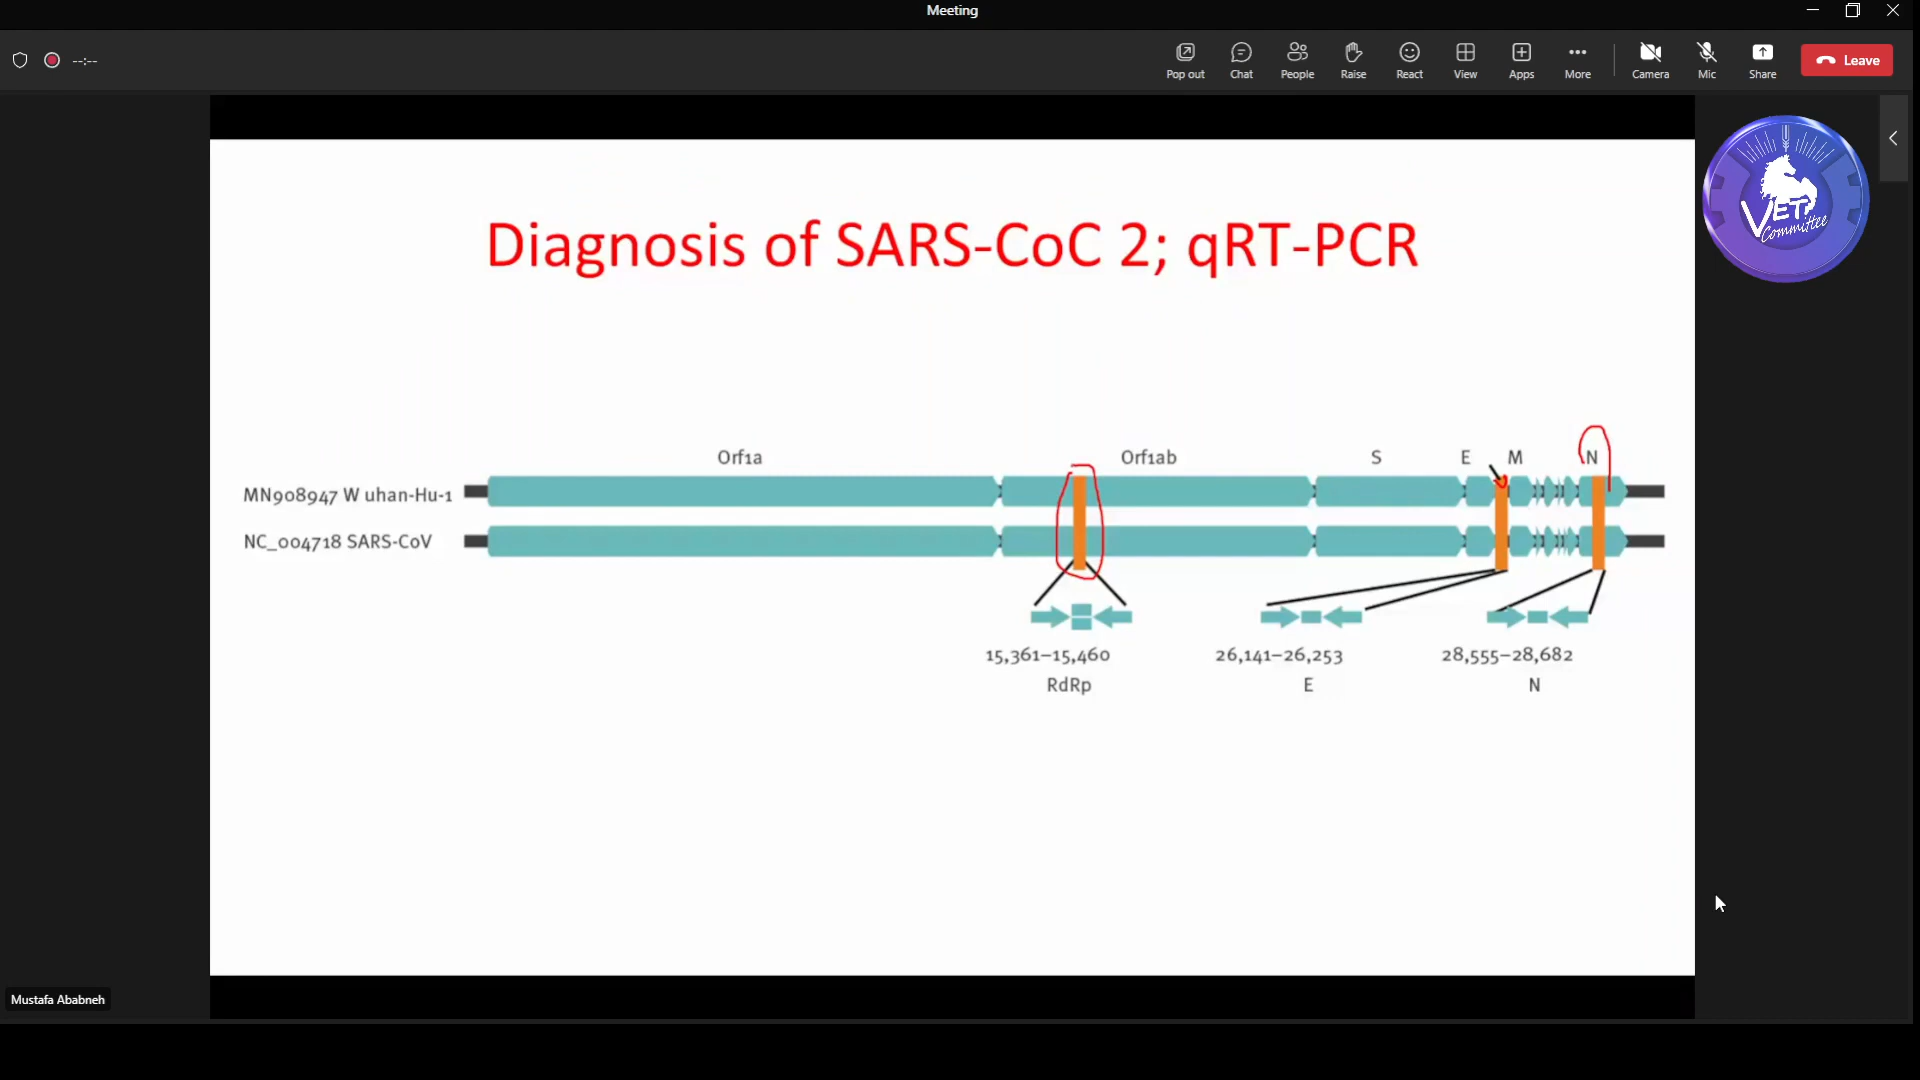 Meeting
--:--
Pop out Chat People Raise React View Apps More Camera Mic Share Leave
VET
Committee
Diagnosis of SARS-CoC 2; qRT-PCR
Orf1a Orf1ab S E M N
MN908947 W uhan-Hu-1
NC_004718 SARS-CoV
15,361–15,460 26,141–26,253 28,555–28,682
RdRp E N
Mustafa Ababneh